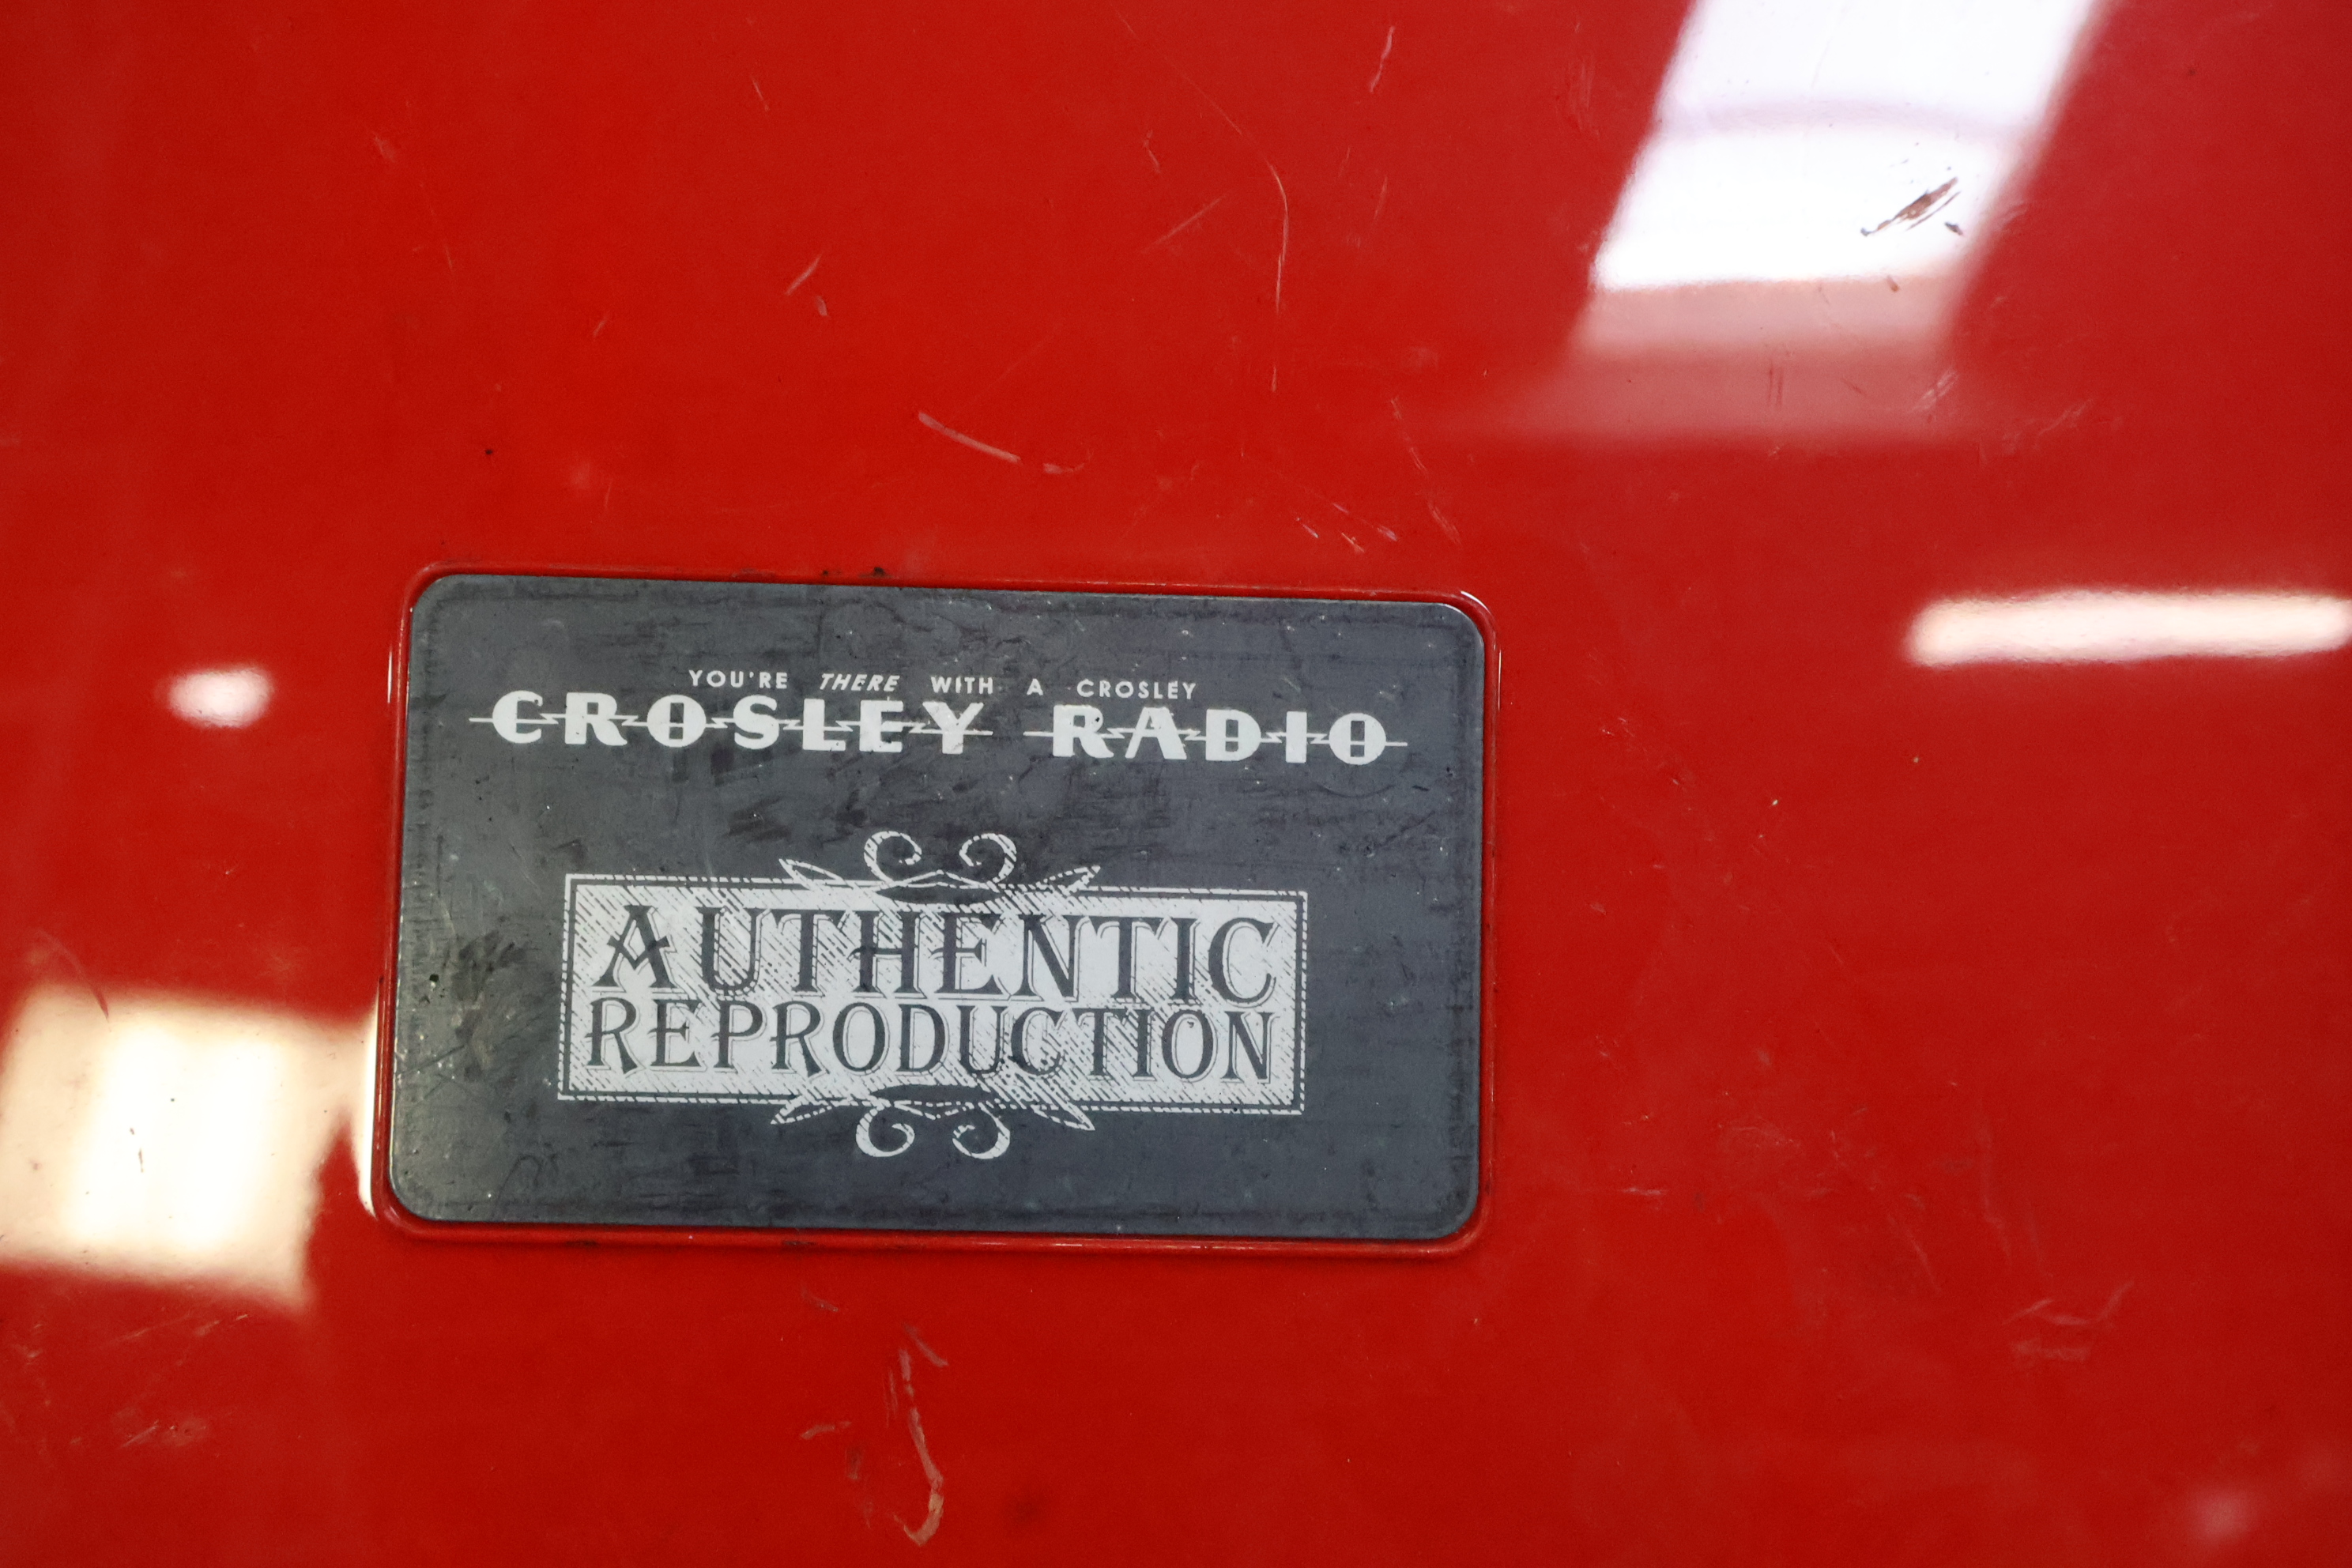 YOU'RE THERE WITH A CROSLEY
CROSLEY RADIO
AUTHENTIC
REPRODUCTION